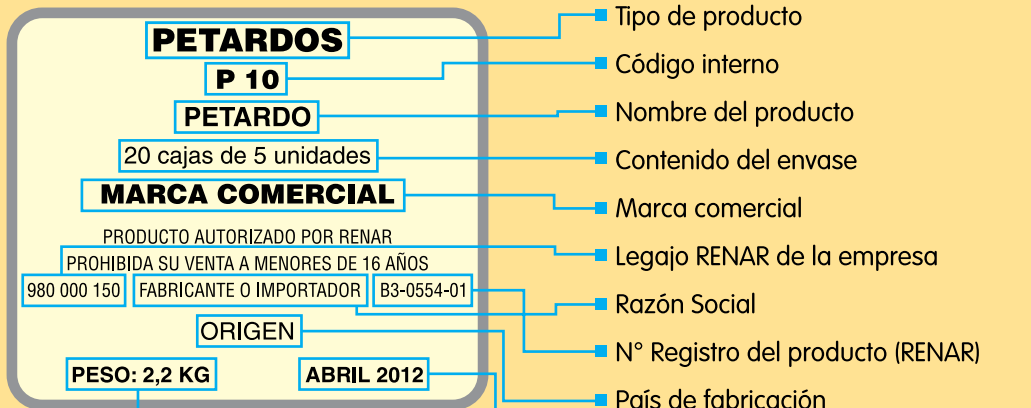 PETARDOS
P 10
PETARDO
20 cajas de 5 unidades
MARCA COMERCIAL
PRODUCTO AUTORIZADO POR RENAR
PROHIBIDA SU VENTA A MENORES DE 16 AÑOS
980 000 150 FABRICANTE O IMPORTADOR B3-0554-01
ORIGEN
PESO: 2,2 KG ABRIL 2012
Tipo de producto
Código interno
Nombre del producto
Contenido del envase
Marca comercial
Legajo RENAR de la empresa
Razón Social
N° Registro del producto (RENAR)
País de fabricación